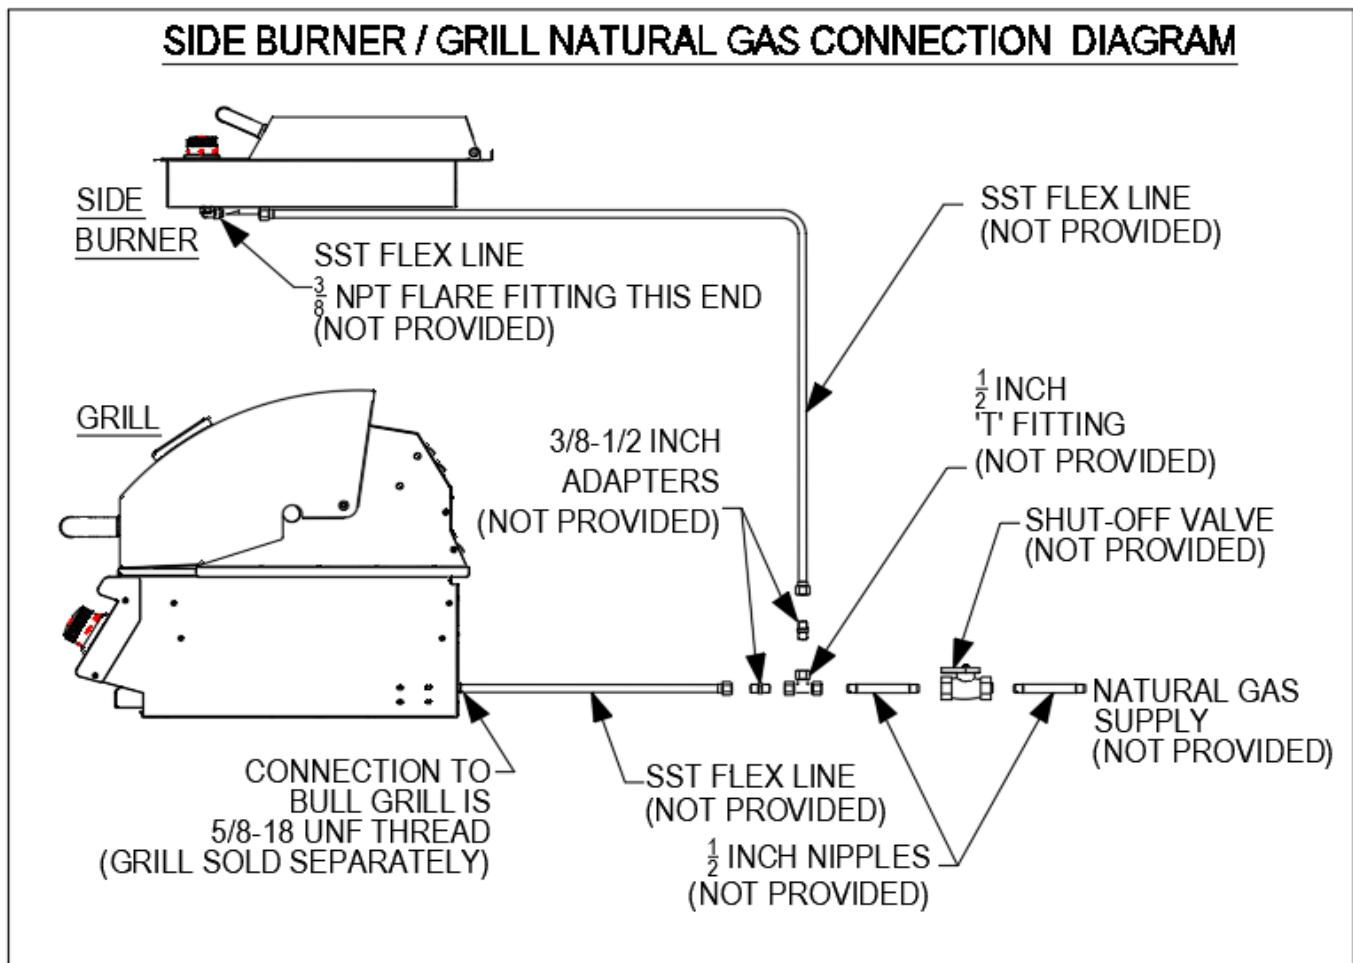 SIDE BURNER / GRILL NATURAL GAS CONNECTION DIAGRAM
SIDE
BURNER
SST FLEX LINE
3/8 NPT FLARE FITTING THIS END
(NOT PROVIDED)
SST FLEX LINE
(NOT PROVIDED)
GRILL
3/8-1/2 INCH
ADAPTERS
(NOT PROVIDED)
1/2 INCH
'T' FITTING
(NOT PROVIDED)
SHUT-OFF VALVE
(NOT PROVIDED)
NATURAL GAS
SUPPLY
(NOT PROVIDED)
CONNECTION TO
BULL GRILL IS
5/8-18 UNF THREAD
(GRILL SOLD SEPARATELY)
SST FLEX LINE
(NOT PROVIDED)
1/2 INCH NIPPLES
(NOT PROVIDED)